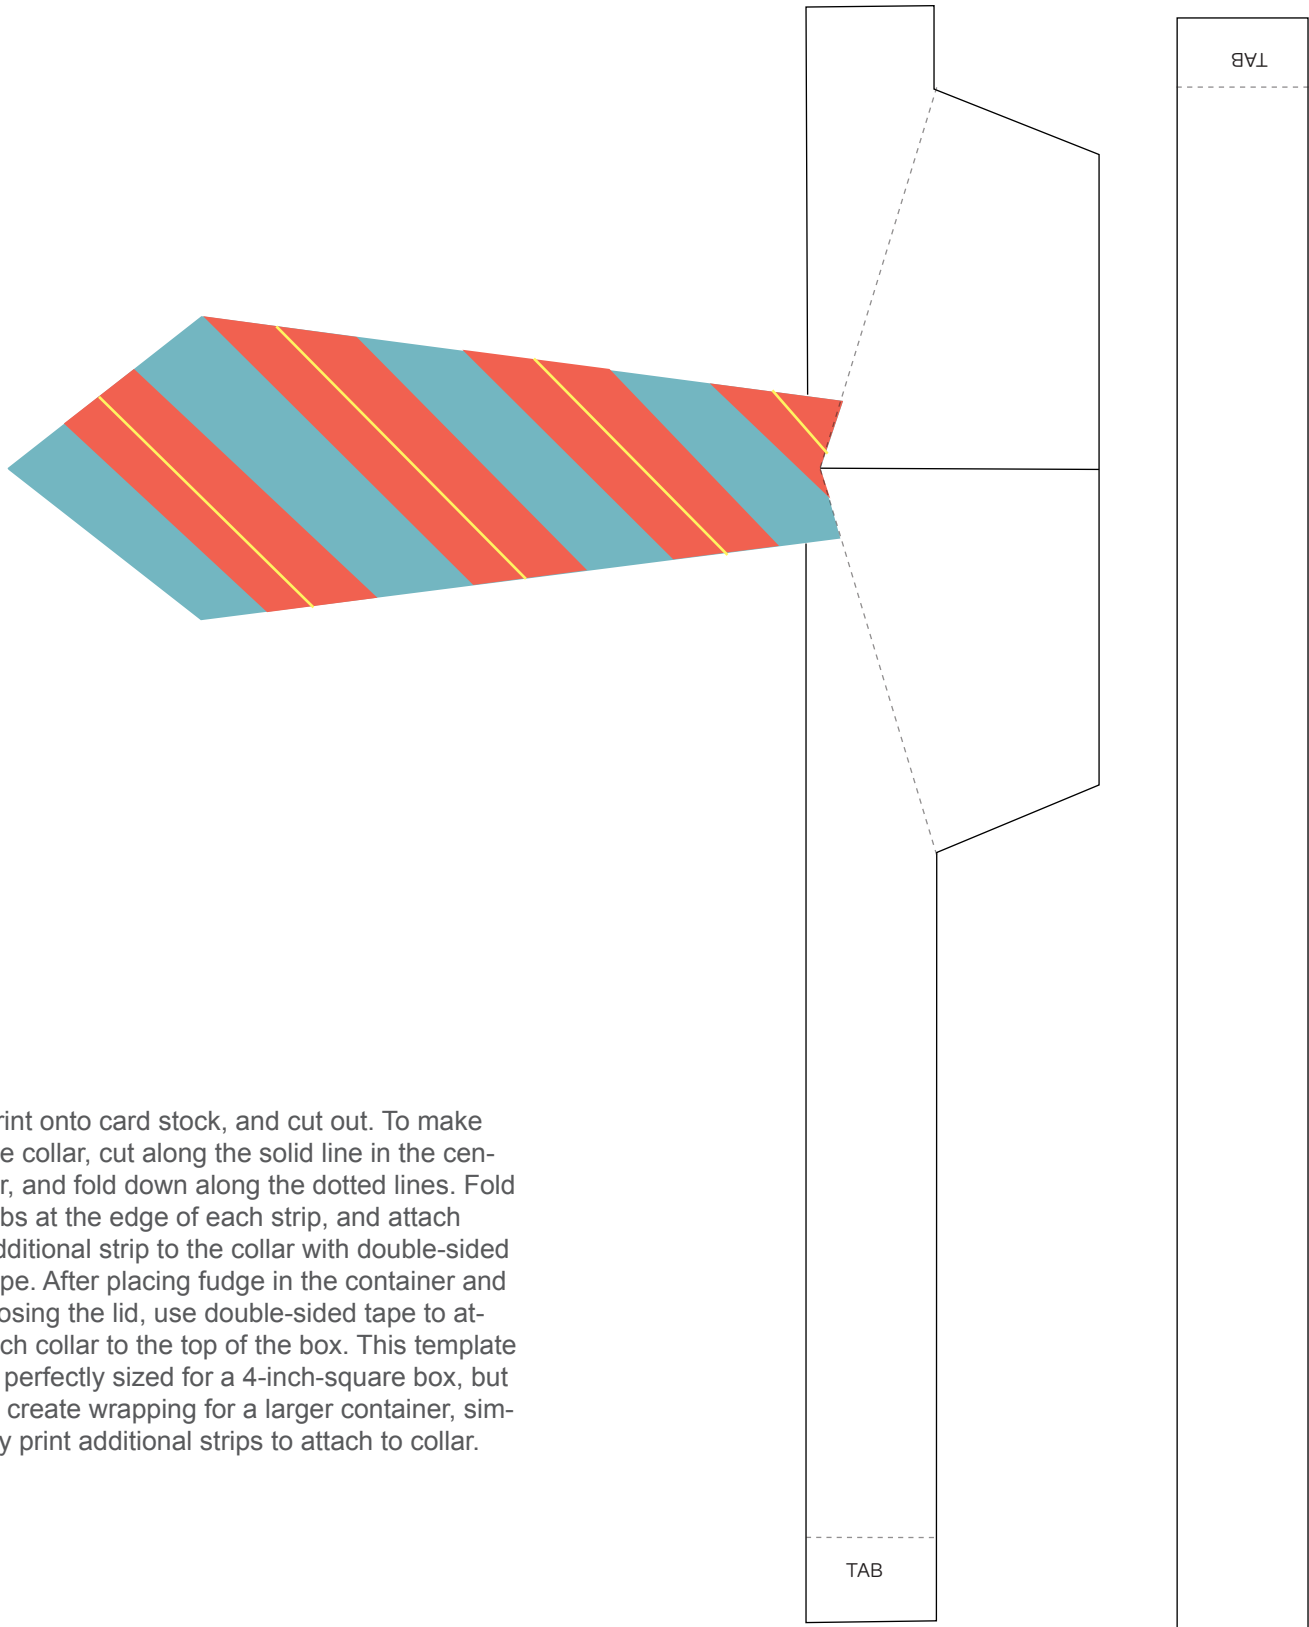 TAB
rint onto card stock, and cut out. To make
e collar, cut along the solid line in the cen-
r, and fold down along the dotted lines. Fold
bs at the edge of each strip, and attach
dditional strip to the collar with double-sided
pe. After placing fudge in the container and
osing the lid, use double-sided tape to at-
ch collar to the top of the box. This template
perfectly sized for a 4-inch-square box, but
create wrapping for a larger container, sim-
y print additional strips to attach to collar.
TAB